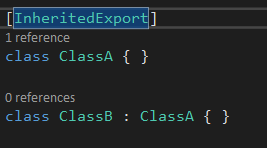 [InheritedExport]
1 reference
class ClassA { }
0 references
class ClassB : ClassA { }